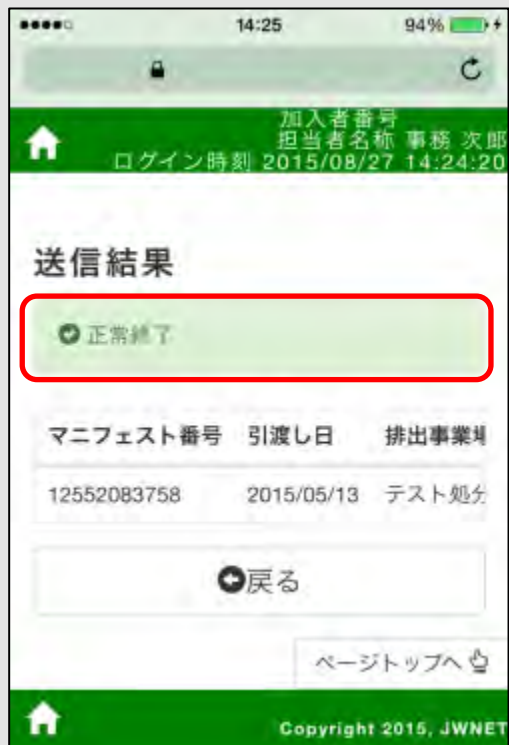 14:25
94%
加入者番号
担当者名称 事務 次郎
ログイン時刻 2015/08/27 14:24:20
送信結果
正常終了
マニフェスト番号 引渡し日 排出事業場
12552083758 2015/05/13 テスト処分
戻る
ページトップへ
Copyright 2015, JWNET